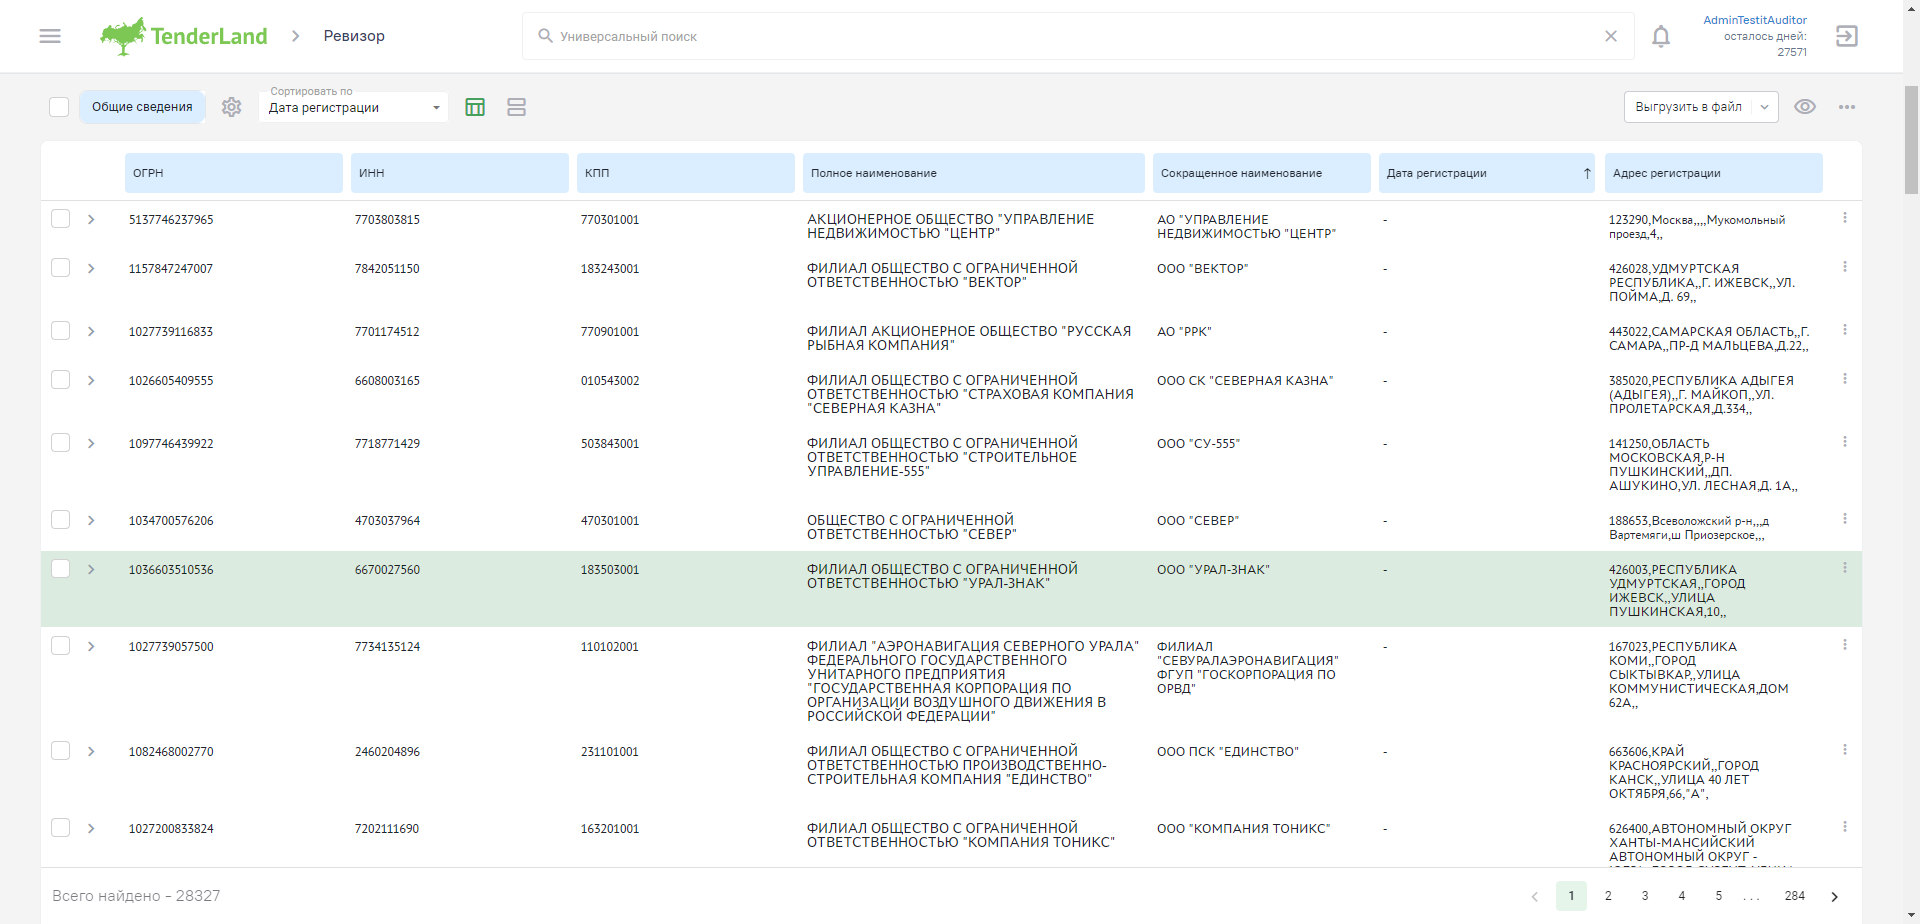 TenderLand
Ревизор
Универсальный поиск
AdminTestitAuditor
осталось дней:
27571
Общие сведения
Сортировать по
Дата регистрации
Выгрузить в файл
ОГРН ИНН КПП Полное наименование Сокращенное наименование Дата регистрации Адрес регистрации
5137746237965 7703803815 770301001 АКЦИОНЕРНОЕ ОБЩЕСТВО "УПРАВЛЕНИЕ АО "УПРАВЛЕНИЕ - 123290,Москва,,,,Мукомольный
НЕДВИЖИМОСТЬЮ "ЦЕНТР" НЕДВИЖИМОСТЬЮ "ЦЕНТР" проезд,4,,
1157847247007 7842051150 183243001 ФИЛИАЛ ОБЩЕСТВО С ОГРАНИЧЕННОЙ ООО "ВЕКТОР" - 426028,УДМУРТСКАЯ
ОТВЕТСТВЕННОСТЬЮ "ВЕКТОР" РЕСПУБЛИКА,,Г. ИЖЕВСК,,УЛ.
ПОЙМА,Д. 69,,
1027739116833 7701174512 770901001 ФИЛИАЛ АКЦИОНЕРНОЕ ОБЩЕСТВО "РУССКАЯ АО "РРК" - 443022,САМАРСКАЯ ОБЛАСТЬ,,Г.
РЫБНАЯ КОМПАНИЯ" САМАРА,,ПР-Д МАЛЬЦЕВА,Д.22,,
1026605409555 6608003165 010543002 ФИЛИАЛ ОБЩЕСТВО С ОГРАНИЧЕННОЙ ООО СК "СЕВЕРНАЯ КАЗНА" - 385020,РЕСПУБЛИКА АДЫГЕЯ
ОТВЕТСТВЕННОСТЬЮ "СТРАХОВАЯ КОМПАНИЯ (АДЫГЕЯ),,Г. МАЙКОП,,УЛ.
"СЕВЕРНАЯ КАЗНА" ПРОЛЕТАРСКАЯ,Д.334,,
1097746439922 7718771429 503843001 ФИЛИАЛ ОБЩЕСТВО С ОГРАНИЧЕННОЙ ООО "СУ-555" - 141250,ОБЛАСТЬ
ОТВЕТСТВЕННОСТЬЮ "СТРОИТЕЛЬНОЕ МОСКОВСКАЯ,Р-Н
УПРАВЛЕНИЕ-555" ПУШКИНСКИЙ,,ДП.
АШУКИНО,УЛ. ЛЕСНАЯ,Д. 1А,,
1034700576206 4703037964 470301001 ОБЩЕСТВО С ОГРАНИЧЕННОЙ ООО "СЕВЕР" - 188653,Всеволожский р-н,,,д
ОТВЕТСТВЕННОСТЬЮ "СЕВЕР" Вартемяги,ш Приозерское,,,
1036603510536 6670027560 183503001 ФИЛИАЛ ОБЩЕСТВО С ОГРАНИЧЕННОЙ ООО "УРАЛ-ЗНАК" - 426003,РЕСПУБЛИКА
ОТВЕТСТВЕННОСТЬЮ "УРАЛ-ЗНАК" УДМУРТСКАЯ,,ГОРОД
ИЖЕВСК,,УЛИЦА
ПУШКИНСКАЯ,10,,
1027739057500 7734135124 110102001 ФИЛИАЛ "АЭРОНАВИГАЦИЯ СЕВЕРНОГО УРАЛА" ФИЛИАЛ - 167023,РЕСПУБЛИКА
ФЕДЕРАЛЬНОГО ГОСУДАРСТВЕННОГО "СЕВУРАЛАЭРОНАВИГАЦИЯ" КОМИ,,ГОРОД
УНИТАРНОГО ПРЕДПРИЯТИЯ ФГУП "ГОСКОРПОРАЦИЯ ПО СЫКТЫВКАР,,УЛИЦА
"ГОСУДАРСТВЕННАЯ КОРПОРАЦИЯ ПО ОРВД" КОММУНИСТИЧЕСКАЯ,ДОМ
ОРГАНИЗАЦИИ ВОЗДУШНОГО ДВИЖЕНИЯ В 62А,,
РОССИЙСКОЙ ФЕДЕРАЦИИ"
1082468002770 2460204896 231101001 ФИЛИАЛ ОБЩЕСТВО С ОГРАНИЧЕННОЙ ООО ПСК "ЕДИНСТВО" - 663606,КРАЙ
ОТВЕТСТВЕННОСТЬЮ ПРОИЗВОДСТВЕННО- КРАСНОЯРСКИЙ,,ГОРОД
СТРОИТЕЛЬНАЯ КОМПАНИЯ "ЕДИНСТВО" КАНСК,,УЛИЦА 40 ЛЕТ
ОКТЯБРЯ,66,"А",
1027200833824 7202111690 163201001 ФИЛИАЛ ОБЩЕСТВО С ОГРАНИЧЕННОЙ ООО "КОМПАНИЯ ТОНИКС" - 626400,АВТОНОМНЫЙ ОКРУГ
ОТВЕТСТВЕННОСТЬЮ "КОМПАНИЯ ТОНИКС" ХАНТЫ-МАНСИЙСКИЙ
АВТОНОМНЫЙ ОКРУГ -
Всего найдено - 28327
1 2 3 4 5 ... 284